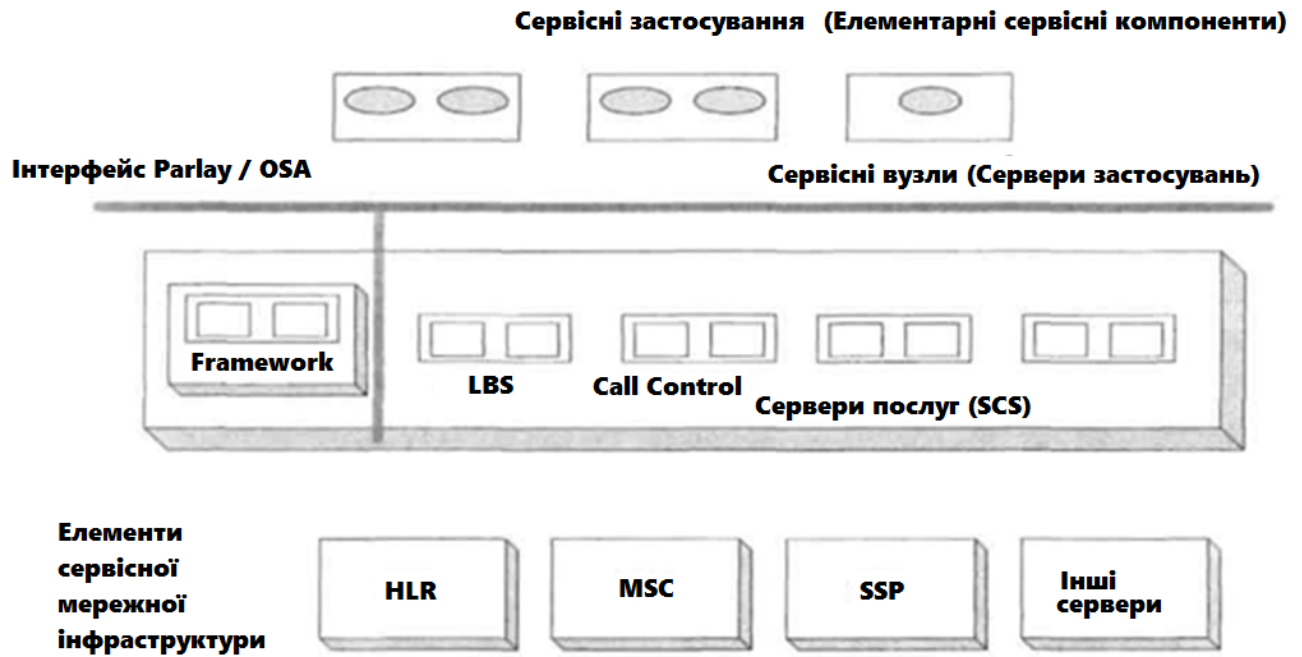 Сервісні застосування (Елементарні сервісні компоненти)
Інтерфейс Parlay / OSA
Сервісні вузли (Сервери застосувань)
Framework
LBS
Call Control
Сервери послуг (SCS)
Елементи
сервісної
мережної
інфраструктури
HLR
MSC
SSP
Інші
сервери